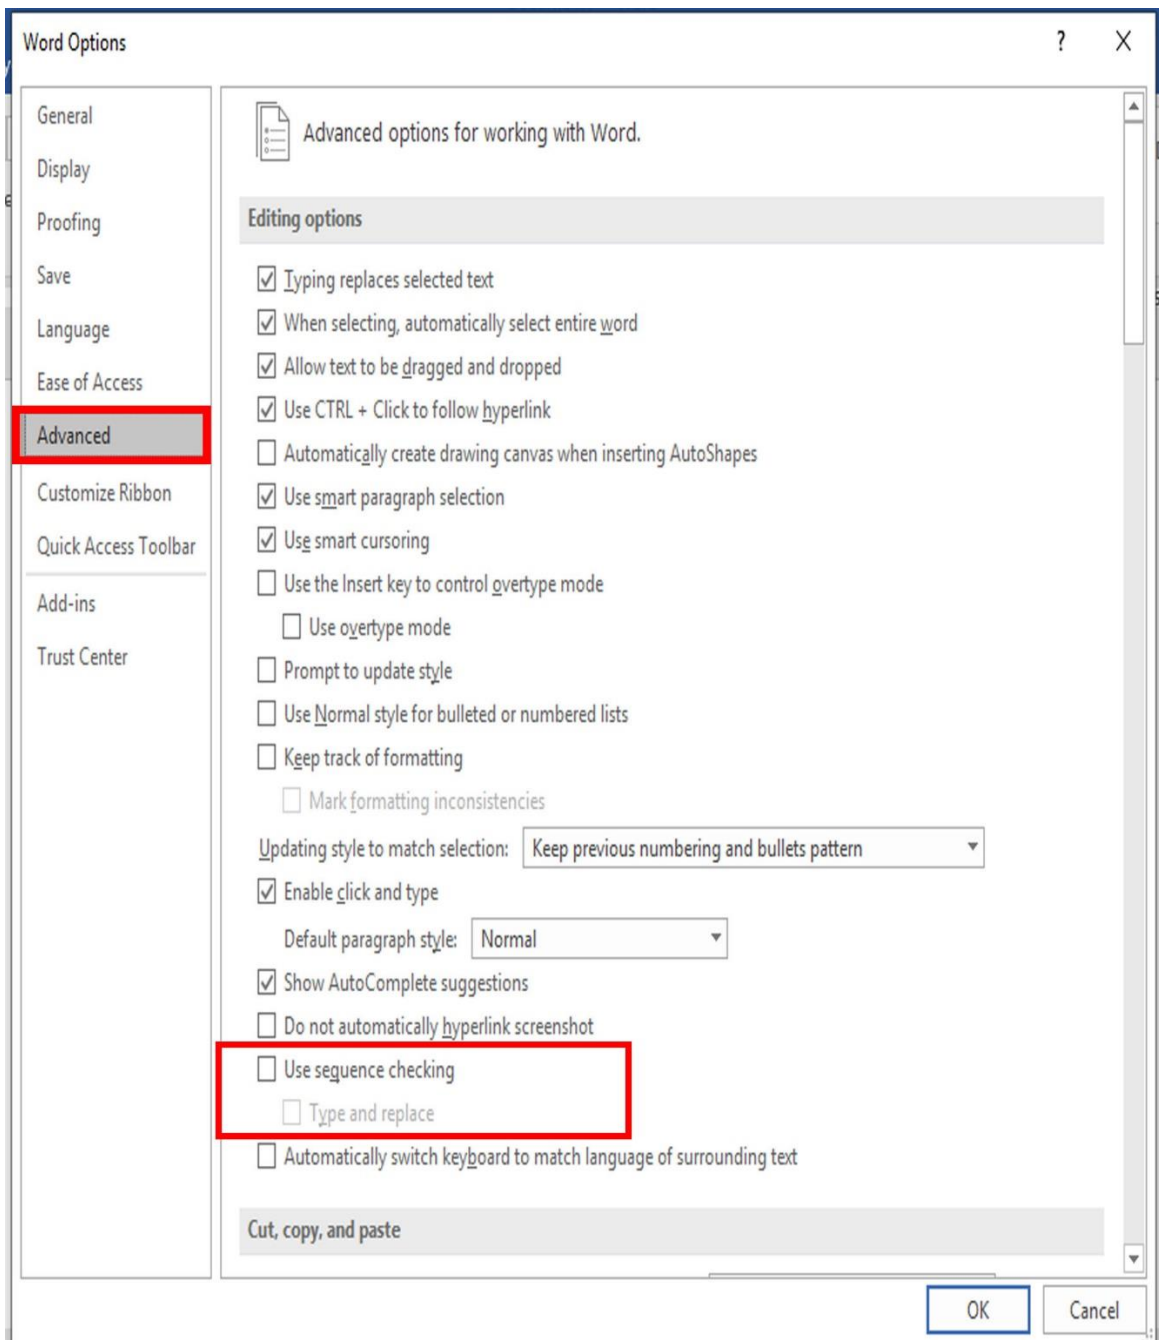 Word Options
?
General
Display
Proofing
Save
Language
Ease of Access
Advanced
Customize Ribbon
Quick Access Toolbar
Add-ins
Trust Center
Advanced options for working with Word.
Editing options
Typing replaces selected text
When selecting, automatically select entire word
Allow text to be dragged and dropped
Use CTRL + Click to follow hyperlink
Automatically create drawing canvas when inserting AutoShapes
Use smart paragraph selection
Use smart cursoring
Use the Insert key to control overtype mode
Use overtype mode
Prompt to update style
Use Normal style for bulleted or numbered lists
Keep track of formatting
Mark formatting inconsistencies
Updating style to match selection: Keep previous numbering and bullets pattern
Enable click and type
Default paragraph style: Normal
Show AutoComplete suggestions
Do not automatically hyperlink screenshot
Use sequence checking
Type and replace
Automatically switch keyboard to match language of surrounding text
Cut, copy, and paste
OK
Cancel